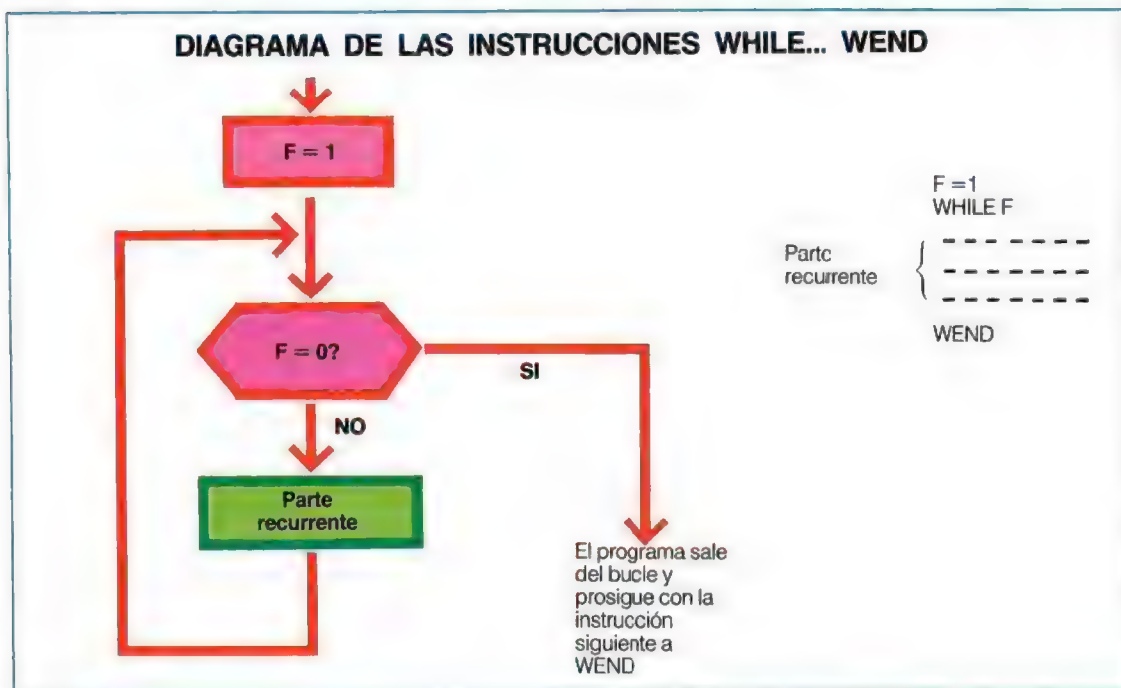 DIAGRAMA DE LAS INSTRUCCIONES WHILE... WEND
F = 1
F = 0?
SI
NO
Parte
recurrente
El programa sale
del bucle y
prosigue con la
instrucción
siguiente a
WEND
F =1
WHILE F
Parte
recurrente
WEND